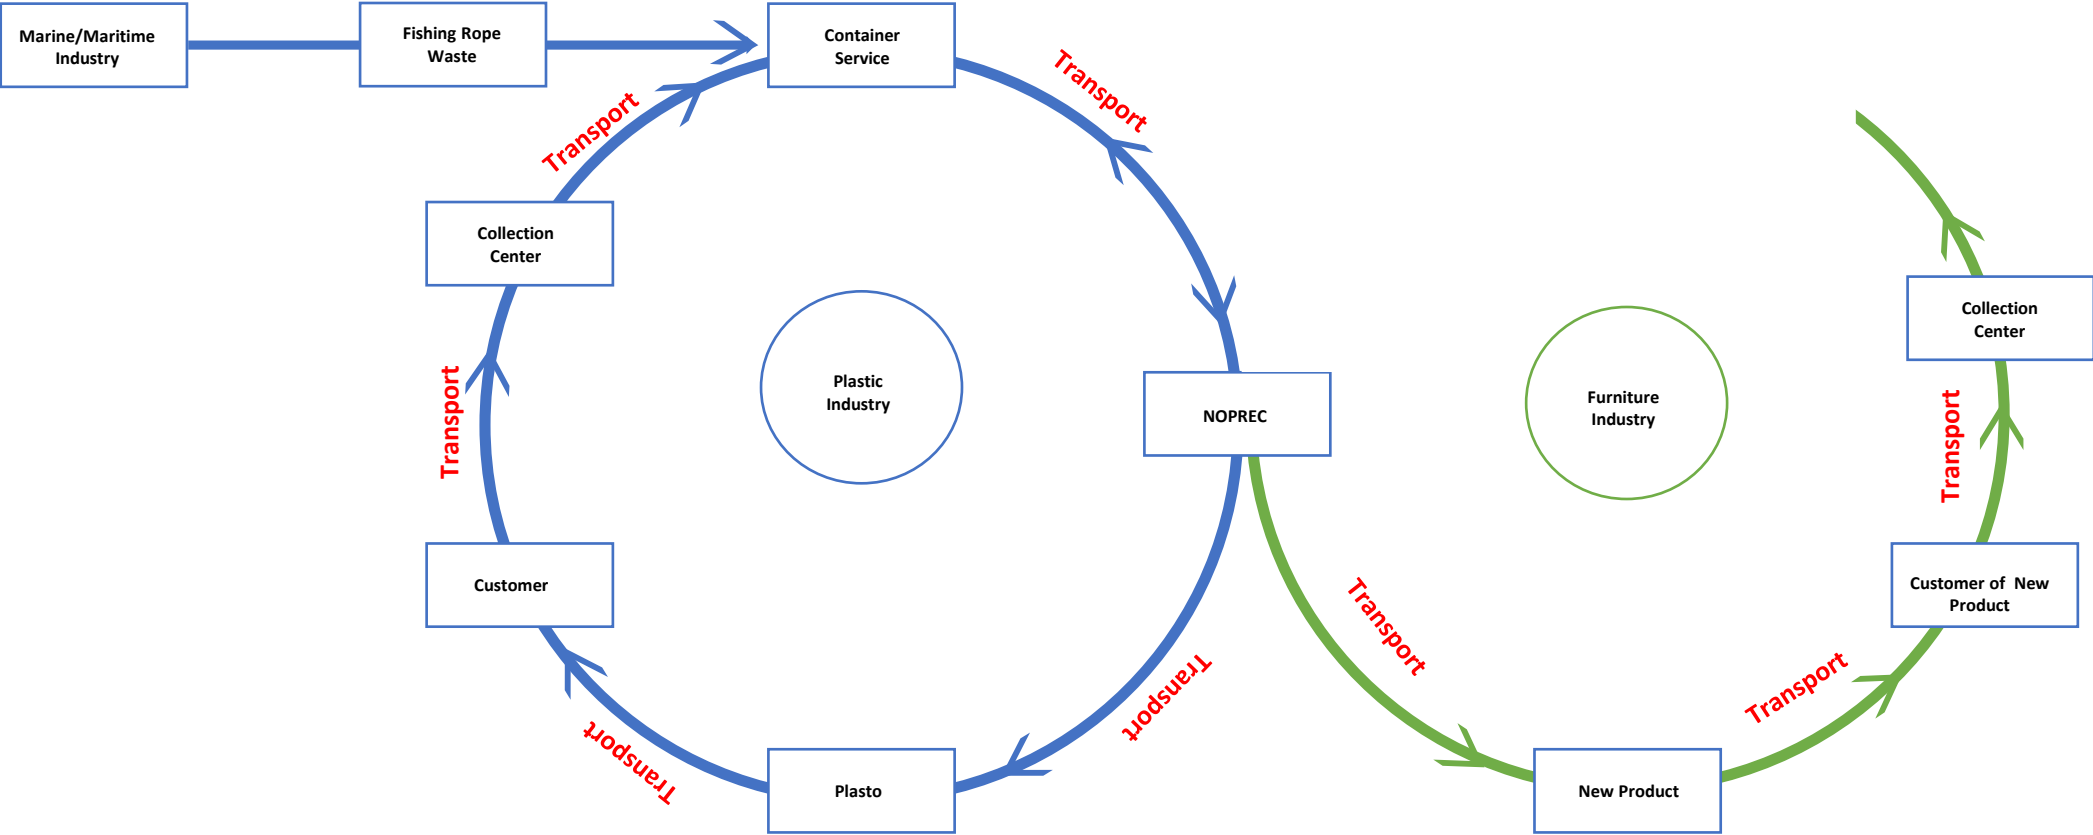 Marine/Maritime
Industry
Fishing Rope
Waste
Container
Service
Transport
Transport
Collection
Center
Collection
Center
Plastic
Industry
Furniture
Industry
NOPREC
Transport
Transport
Customer
Customer of New
Product
Transport
Transport
Transport
Transport
Plasto
New Product